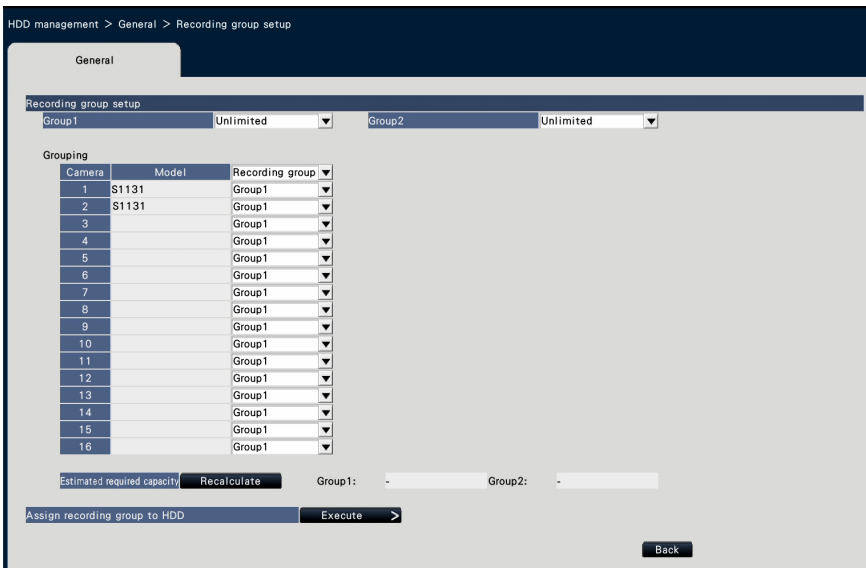 HDD management > General > Recording group setup
General
Recording group setup
Group1 Unlimited Group2 Unlimited
Grouping
Camera Model Recording group
1 S1131 Group1
2 S1131 Group1
3 Group1
4 Group1
5 Group1
6 Group1
7 Group1
8 Group1
9 Group1
10 Group1
11 Group1
12 Group1
13 Group1
14 Group1
15 Group1
16 Group1
Estimated required capacity Recalculate Group1: - Group2: -
Assign recording group to HDD Execute >
Back